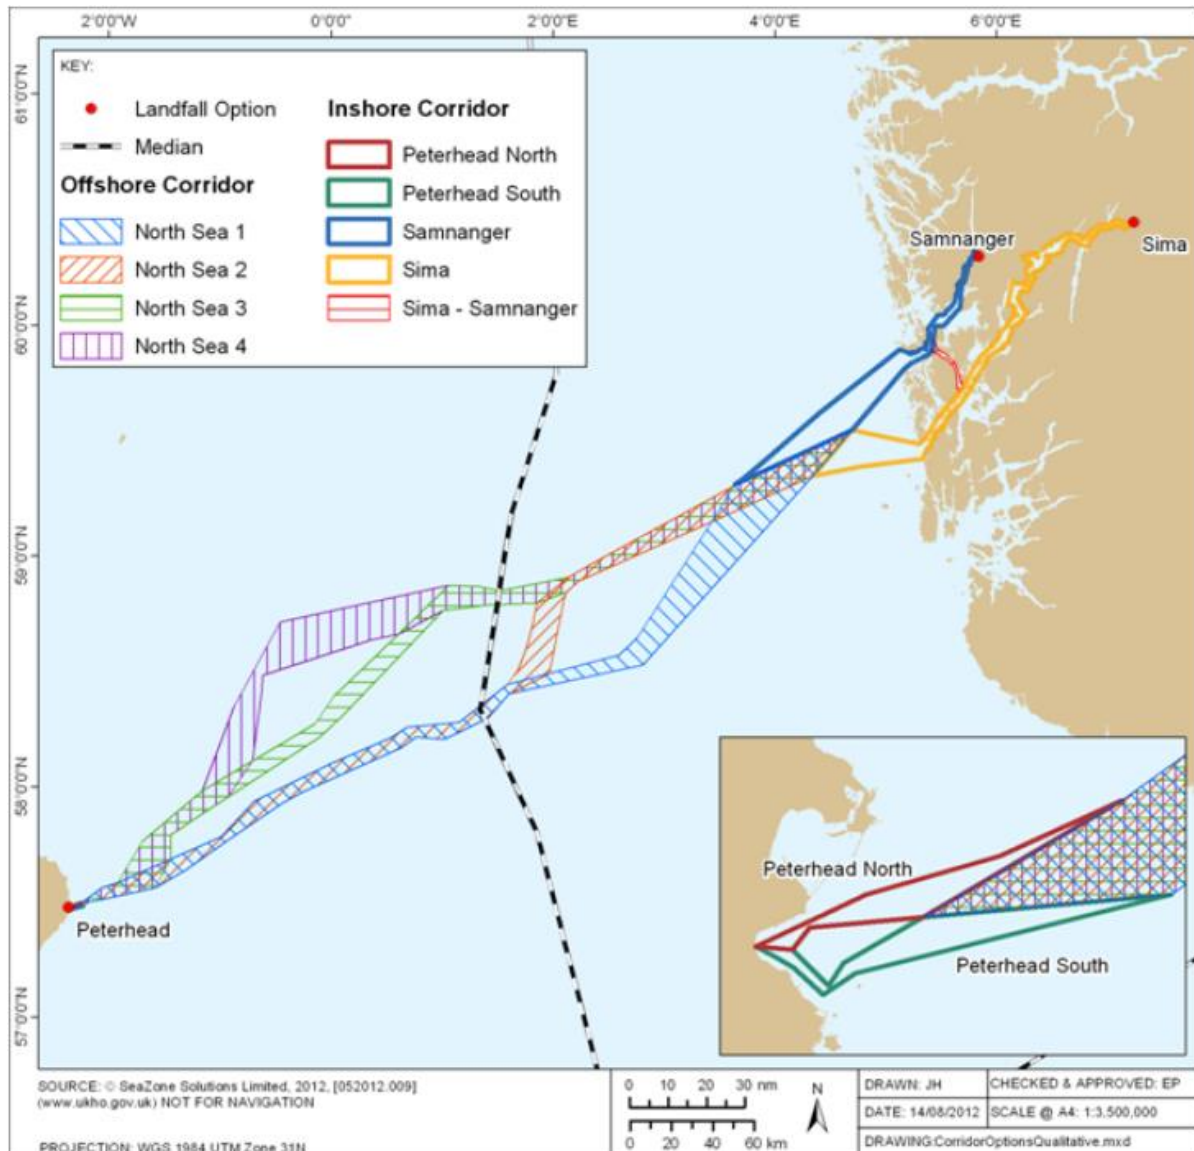 2°0'0"W 0°0'0" 2°0'0"E 4°0'0"E 6°0'0"E
61°0'0"N
60°0'0"N
59°0'0"N
58°0'0"N
57°0'0"N
KEY:
Landfall Option
Median
Offshore Corridor
North Sea 1
North Sea 2
North Sea 3
North Sea 4
Inshore Corridor
Peterhead North
Peterhead South
Samnanger
Sima
Sima - Samnanger
Samnanger
Sima
Peterhead
Peterhead North
Peterhead South
SOURCE: © SeaZone Solutions Limited, 2012, [052012.009]
(www.ukho.gov.uk) NOT FOR NAVIGATION
PROJECTION: WGS 1984 UTM Zone 31N
0 10 20 30 nm
0 20 40 60 km
N
DRAWN: JH
CHECKED & APPROVED: EP
DATE: 14/08/2012
SCALE @ A4: 1:3,500,000
DRAWING:CorridorOptionsQualitative.mxd